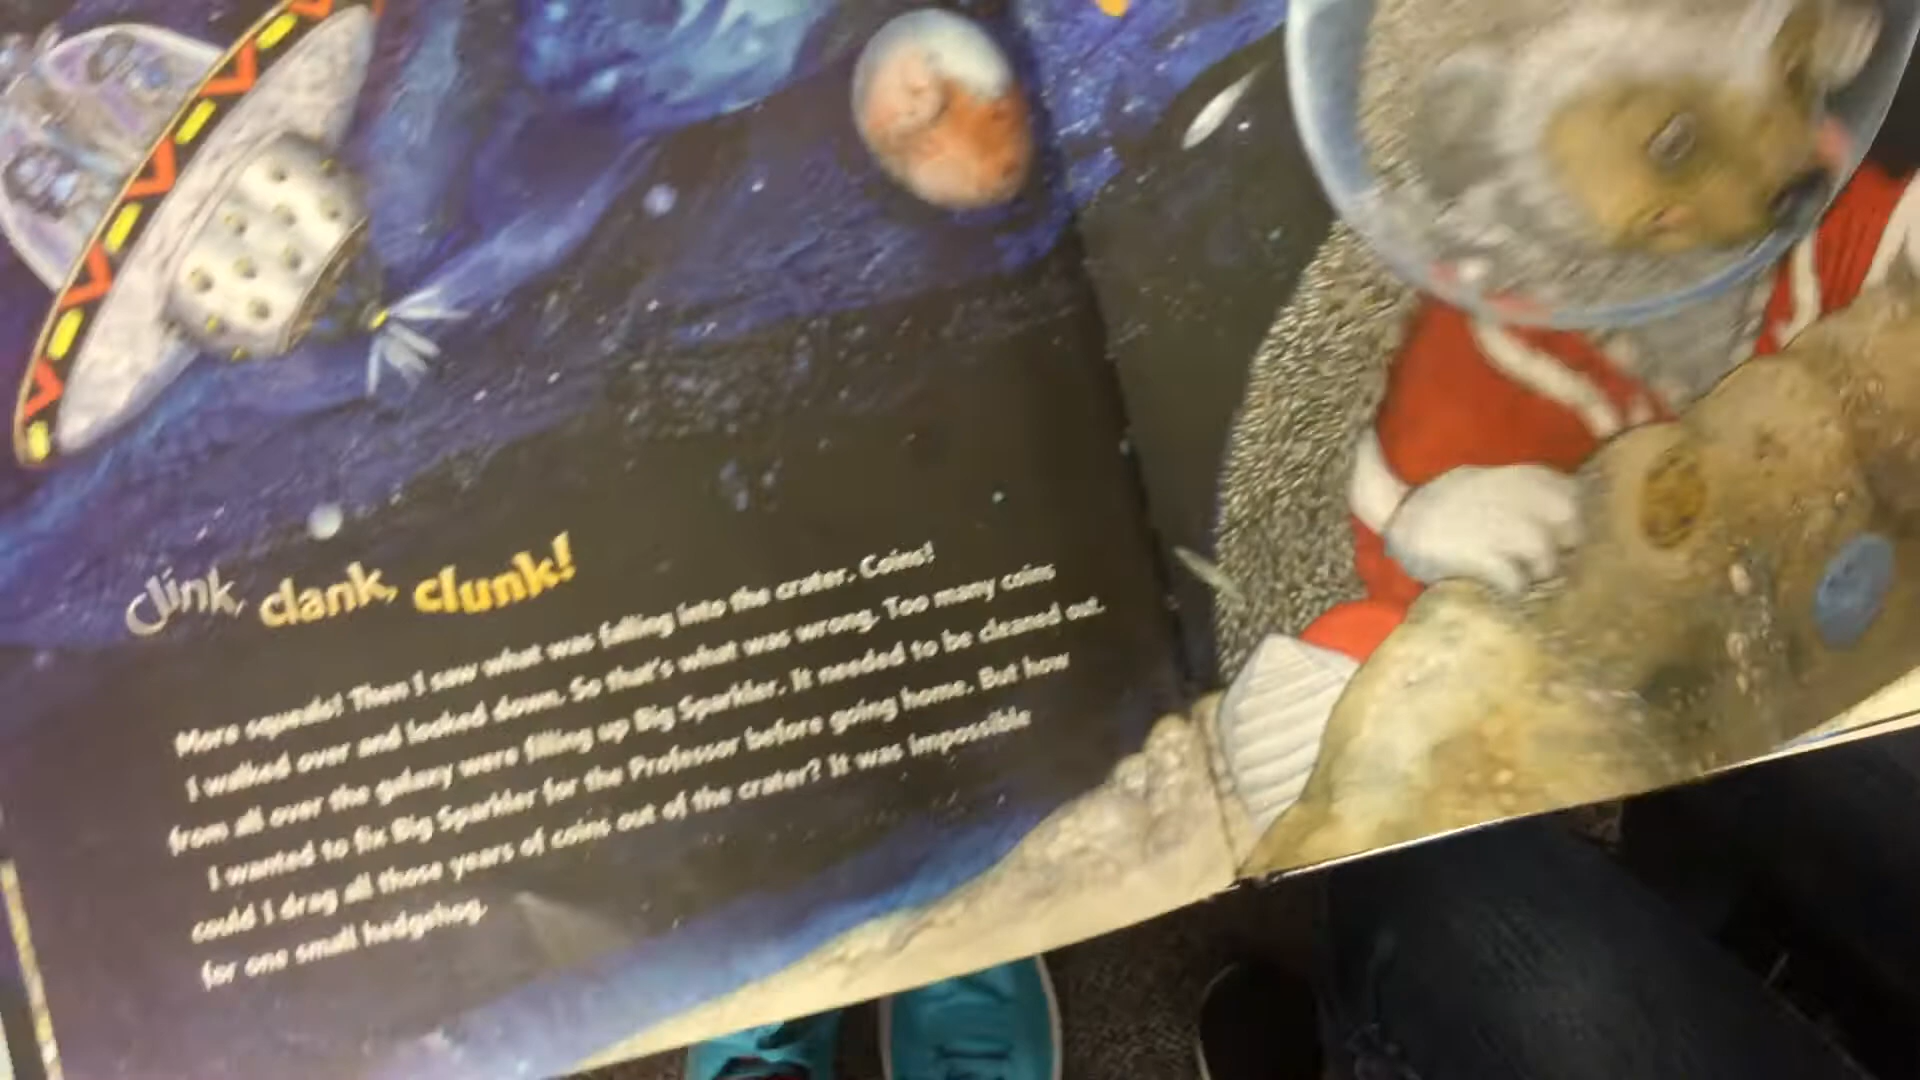 clink, clank, clunk!
More squeals! Then I saw what was falling into the crater. Coins!
I walked over and looked down. So that's what was wrong. Too many coins
from all over the galaxy were filling up Big Sparkler. It needed to be cleaned out.
I wanted to fix Big Sparkler for the Professor before going home. But how
could I drag all those years of coins out of the crater? It was impossible
for one small hedgehog.